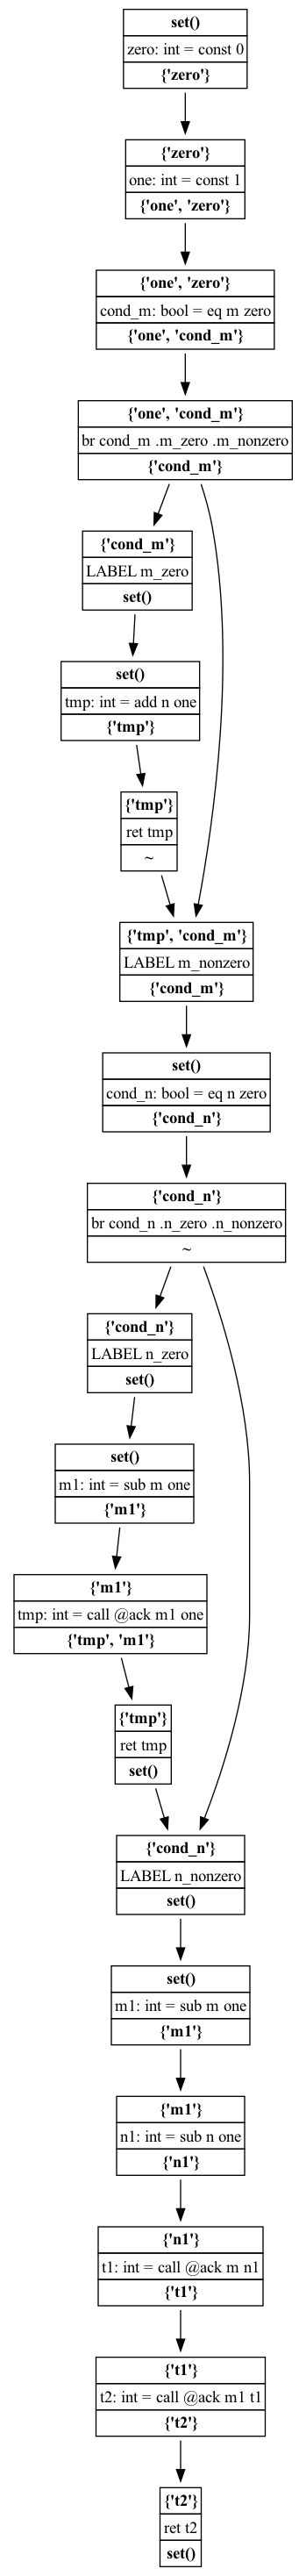 set()
zero: int = const 0
{'zero'}
{'zero'}
one: int = const 1
{'one', 'zero'}
{'one', 'zero'}
cond_m: bool = eq m zero
{'one', 'cond_m'}
{'one', 'cond_m'}
br cond_m .m_zero .m_nonzero
{'cond_m'}
{'cond_m'}
LABEL m_zero
set()
set()
tmp: int = add n one
{'tmp'}
{'tmp'}
ret tmp
~
{'tmp', 'cond_m'}
LABEL m_nonzero
{'cond_m'}
set()
cond_n: bool = eq n zero
{'cond_n'}
{'cond_n'}
br cond_n .n_zero .n_nonzero
~
{'cond_n'}
LABEL n_zero
set()
set()
m1: int = sub m one
{'m1'}
{'m1'}
tmp: int = call @ack m1 one
{'tmp', 'm1'}
{'tmp'}
ret tmp
set()
{'cond_n'}
LABEL n_nonzero
set()
set()
m1: int = sub m one
{'m1'}
{'m1'}
n1: int = sub n one
{'n1'}
{'n1'}
t1: int = call @ack m n1
{'t1'}
{'t1'}
t2: int = call @ack m1 t1
{'t2'}
{'t2'}
ret t2
set()